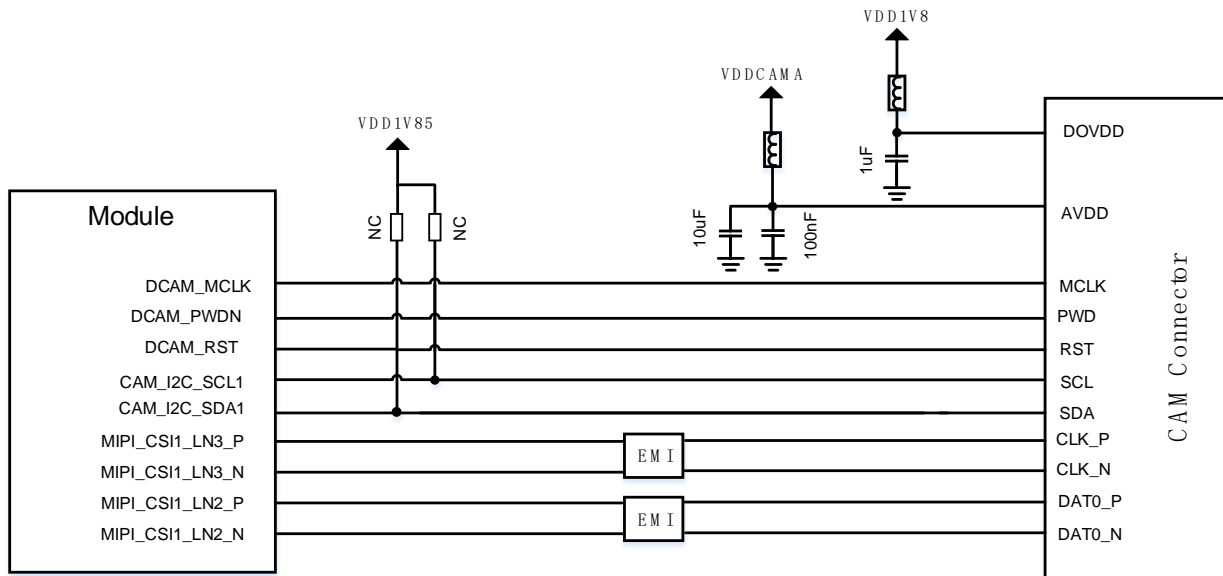 VDD1V8
VDDCAMA
VDD1V85
DOVDD
1uF
Module
NC
NC
10uF
100nF
AVDD
CAM Connector
DCAM_MCLK
MCLK
DCAM_PWDN
PWD
DCAM_RST
RST
CAM_I2C_SCL1
SCL
CAM_I2C_SDA1
SDA
MIPI_CSI1_LN3_P
CLK_P
EMI
MIPI_CSI1_LN3_N
CLK_N
MIPI_CSI1_LN2_P
DAT0_P
EMI
MIPI_CSI1_LN2_N
DAT0_N